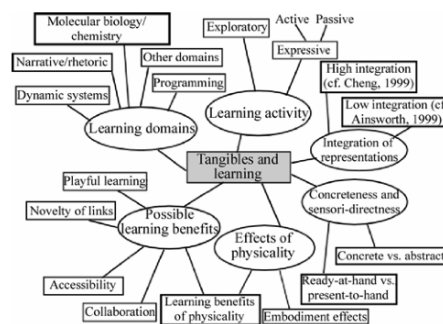 Molecular biology/
chemistry
Narrative/rhetoric
Other domains
Dynamic systems
Programming
Learning domains
Exploratory
Active Passive
Expressive
Learning activity
High integration
(cf. Cheng, 1999)
Low integration (cf.
Ainsworth, 1999)
Integration of
representations
Tangibles and
learning
Playful learning
Novelty of links
Possible
learning benefits
Accessibility
Collaboration
Learning benefits
of physicality
Effects of
physicality
Embodiment effects
Concreteness and
sensori-directness
Concrete vs. abstract
Ready-at-hand vs.
present-to-hand